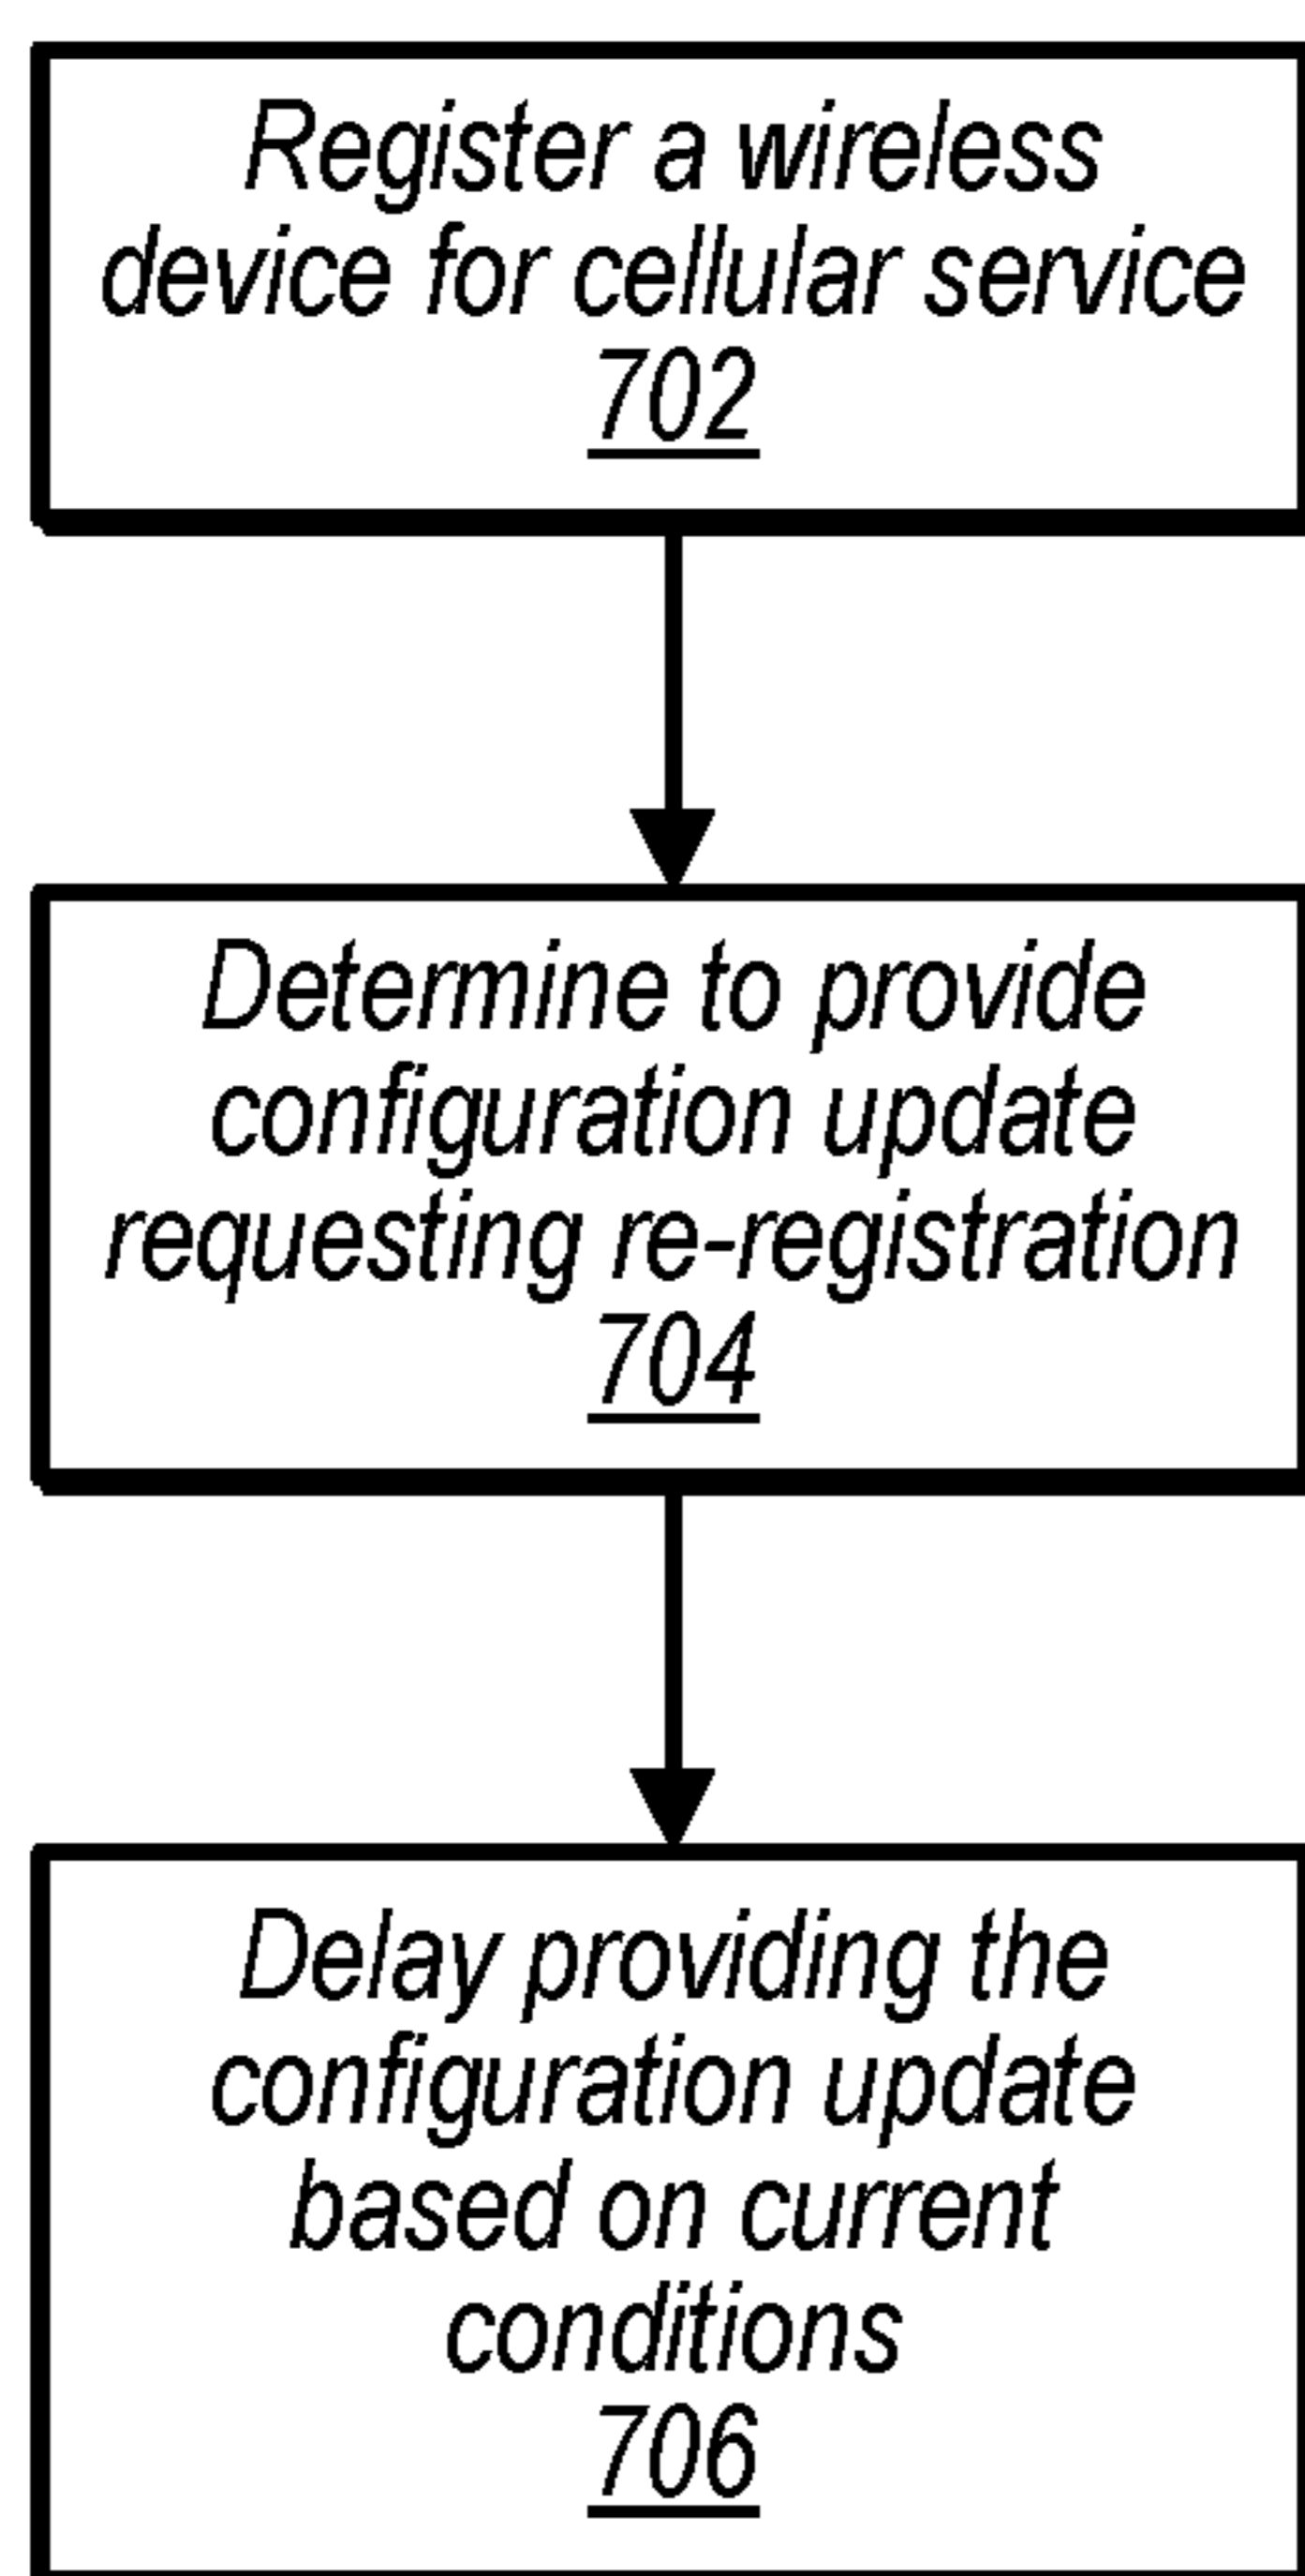 Register a wireless
device for cellular service
702
Determine to provide
configuration update
requesting re-registration
704
Delay providing the
configuration update
based on current
conditions
706